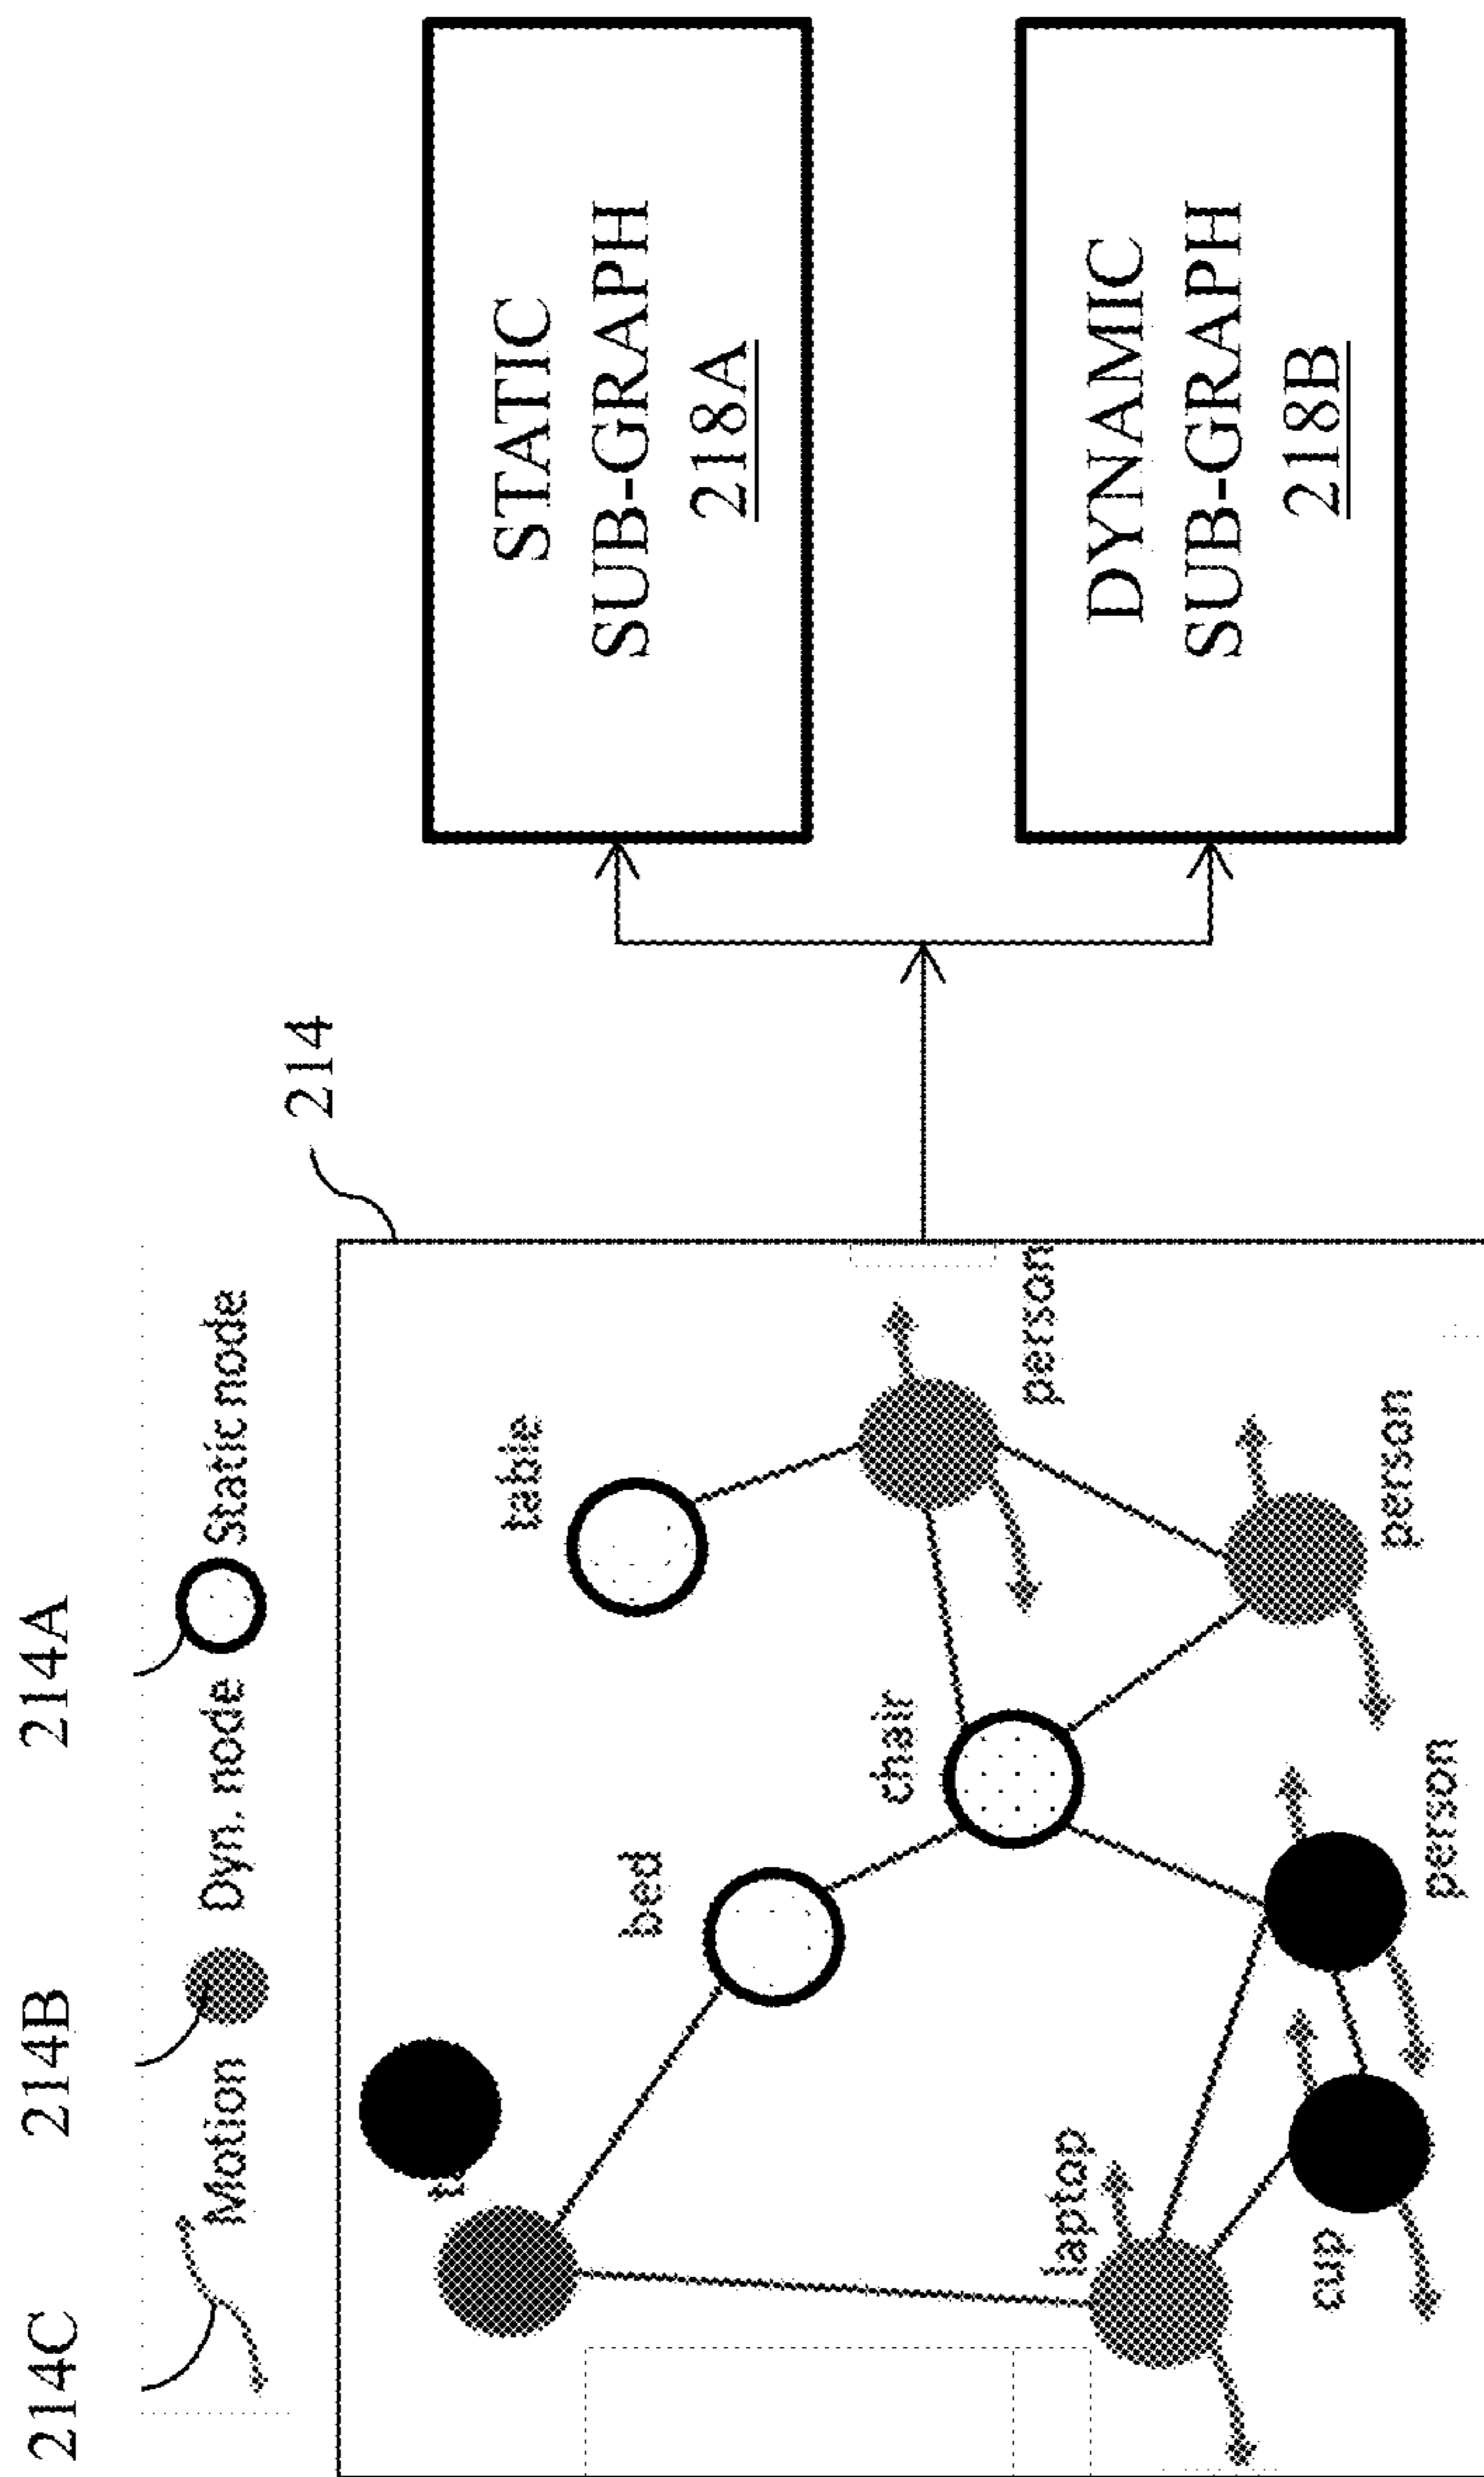 214C
214B
214A
Motion
Dyn. node
Static node
214
table
bed
chair
person
laptop
cup
person
person
STATIC
SUB-GRAPH
218A
DYNAMIC
SUB-GRAPH
218B